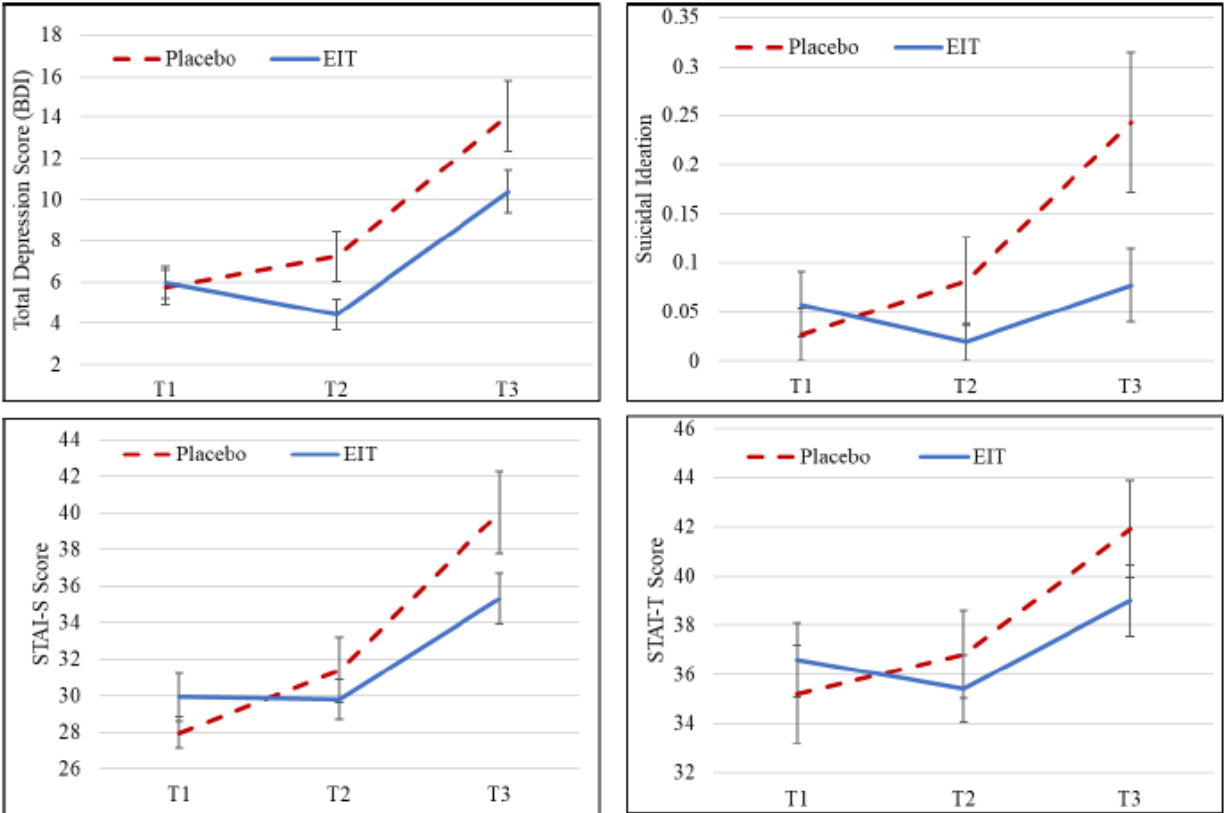 Total Depression Score (BDI)
Placebo EIT
18
16
14
12
10
8
6
4
2
T1 T2 T3
Suicidal Ideation
Placebo EIT
0.35
0.3
0.25
0.2
0.15
0.1
0.05
0
T1 T2 T3
STAI-S Score
Placebo EIT
44
42
40
38
36
34
32
30
28
26
T1 T2 T3
STAT-T Score
Placebo EIT
46
44
42
40
38
36
34
32
T1 T2 T3